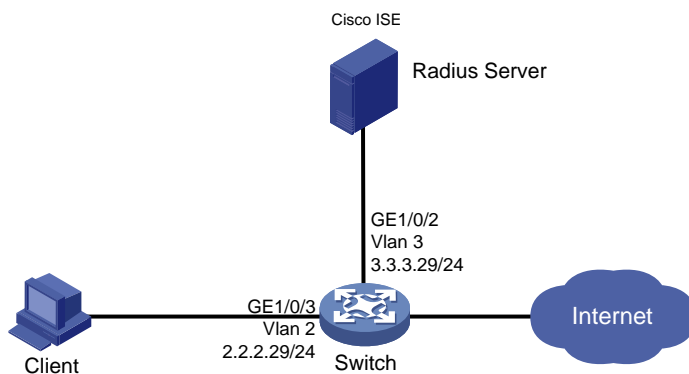 Cisco ISE
Radius Server
GE1/0/2
Vlan 3
3.3.3.29/24
GE1/0/3
Vlan 2
2.2.2.29/24
Client
Switch
Internet